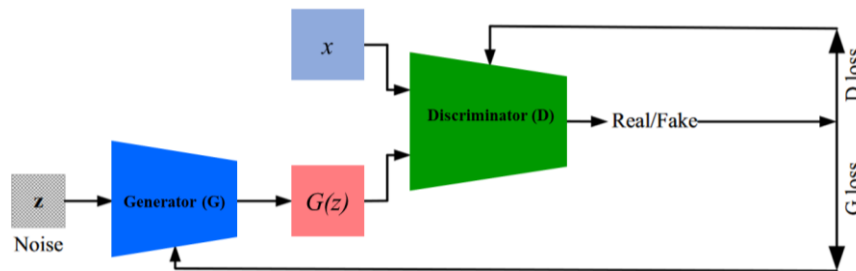 x
Discriminator (D)
Real/Fake
D loss
z
Generator (G)
G(z)
Noise
G loss